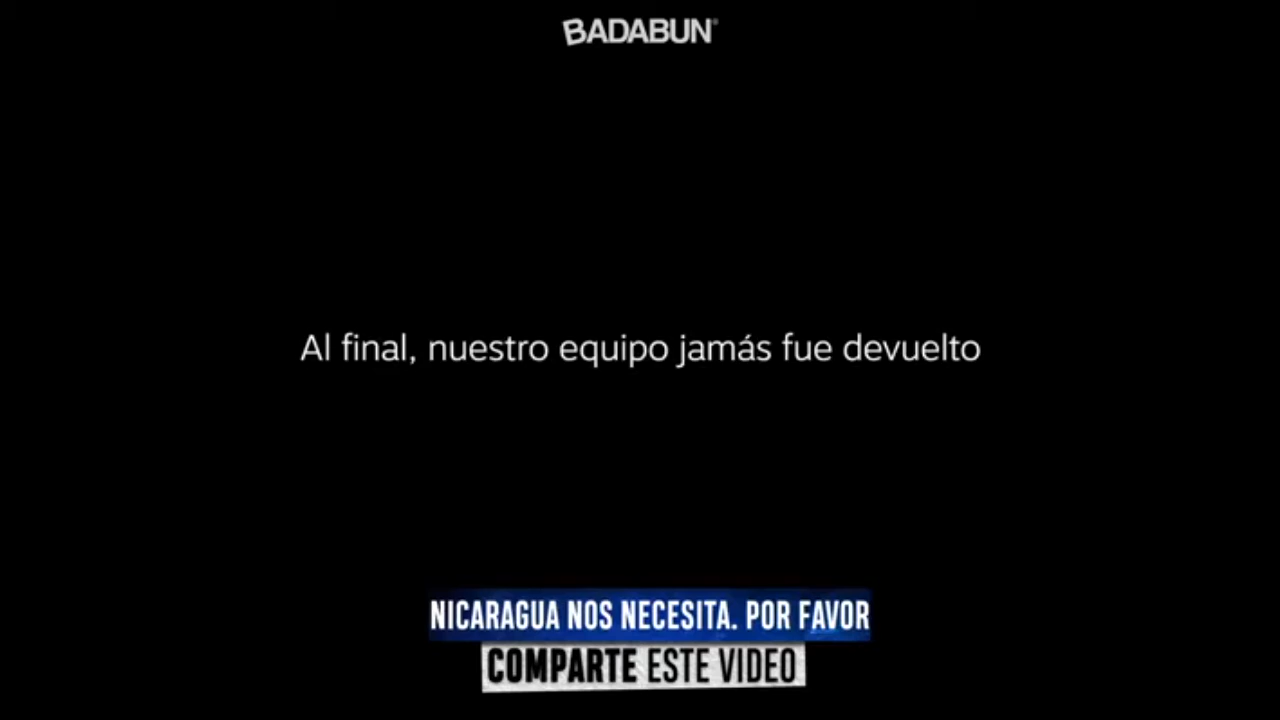 BADABUN®
Al final, nuestro equipo jamás fue devuelto
NICARAGUA NOS NECESITA. POR FAVOR
COMPARTE ESTE VIDEO